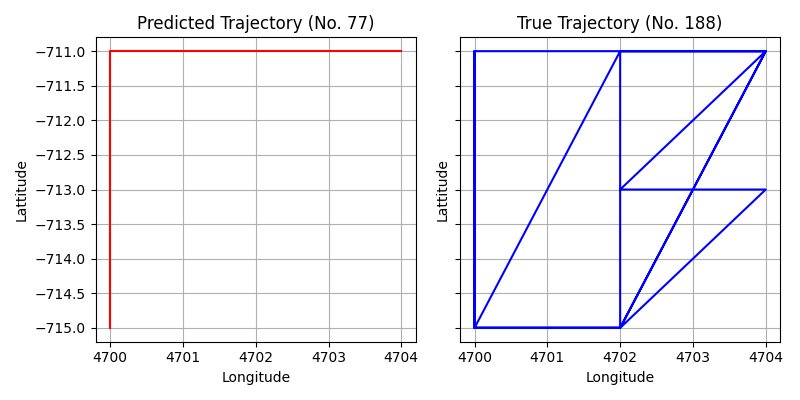 Predicted Trajectory (No. 77)
True Trajectory (No. 188)
Lattitude
−711.0
−711.5
−712.0
−712.5
−713.0
−713.5
−714.0
−714.5
−715.0
4700 4701 4702 4703 4704
Longitude
Lattitude
4700 4701 4702 4703 4704
Longitude